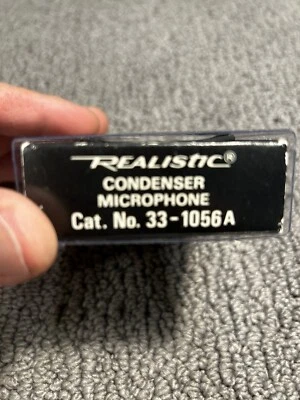 REALISTIC®
CONDENSER
MICROPHONE
Cat. No. 33-1056A